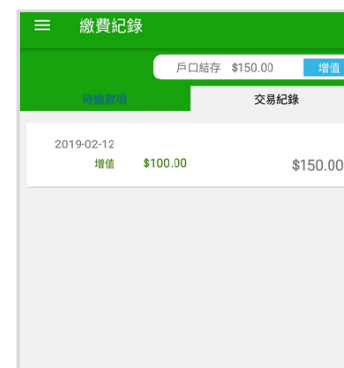 繳費紀錄
戶口結存 $150.00 增值
待繳款項 交易紀錄
2019-02-12
增值 $100.00 $150.00